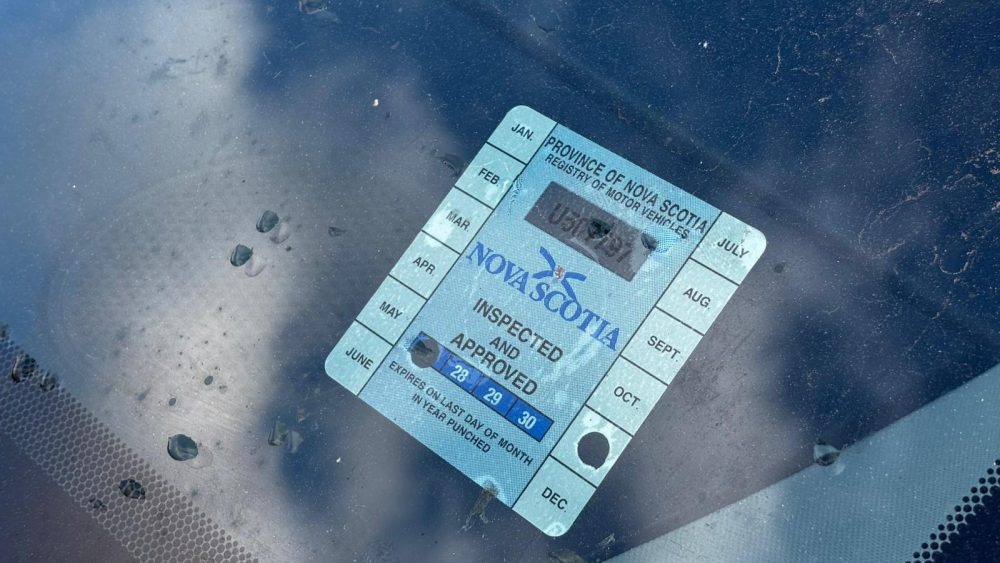 JAN.
FEB.
MAR.
APR.
MAY
JUNE
PROVINCE OF NOVA SCOTIA
REGISTRY OF MOTOR VEHICLES
NOVA SCOTIA
INSPECTED
AND
APPROVED
28 29 30
EXPIRES ON LAST DAY OF MONTH
IN YEAR PUNCHED
JULY
AUG.
SEPT.
OCT.
DEC.